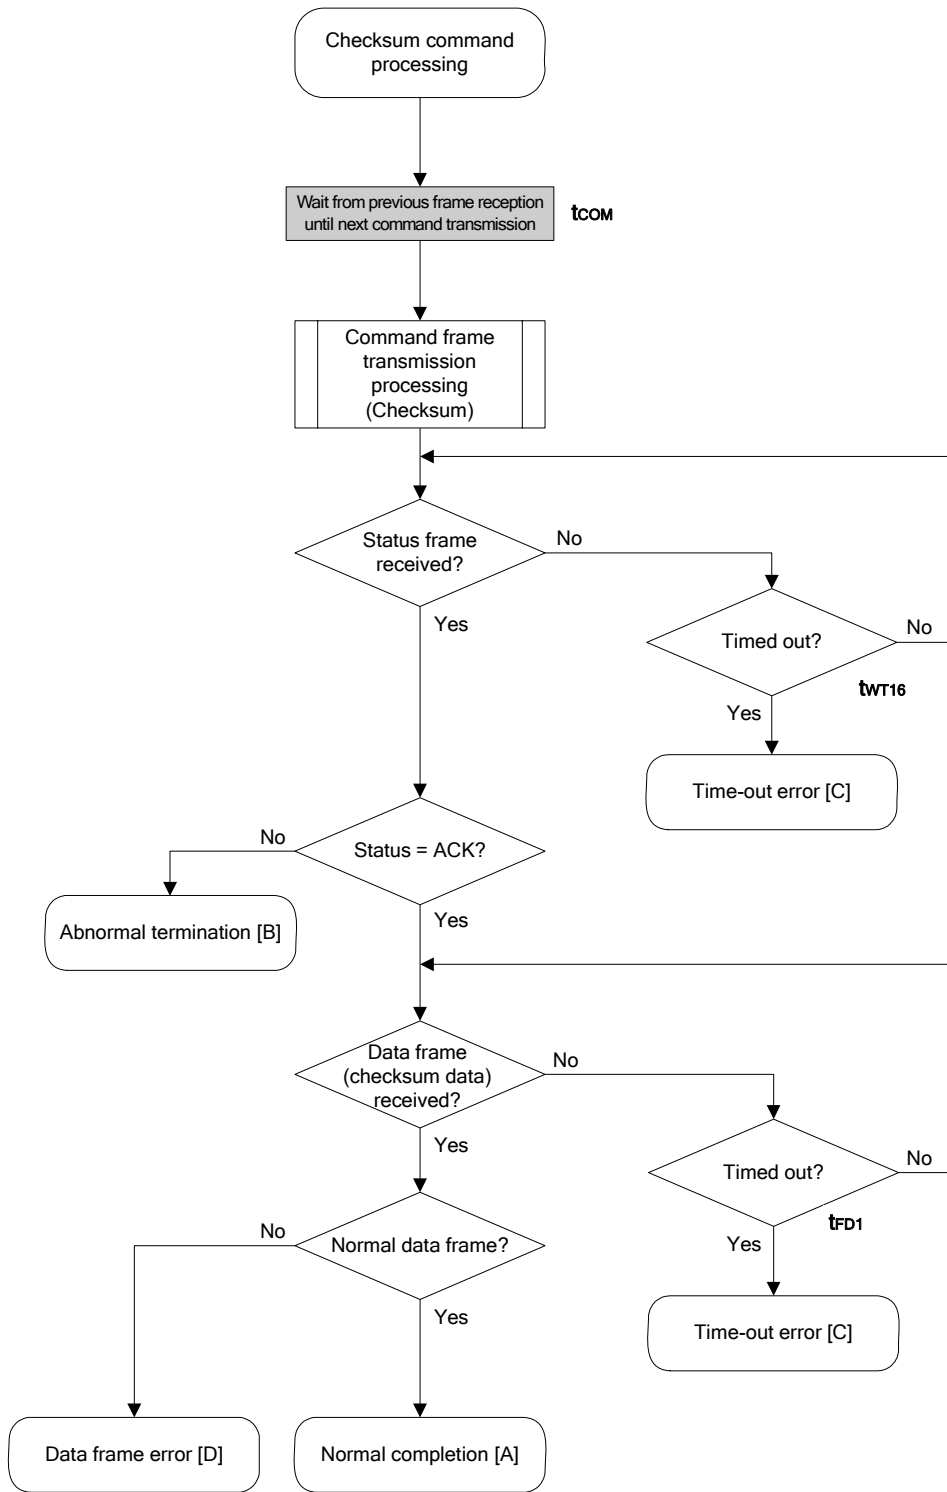 Checksum command
processing
Wait from previous frame reception
until next command transmission
tCOM
Command frame
transmission
processing
(Checksum)
Status frame
received?
No
Yes
Timed out?
No
tWT16
Yes
Time-out error [C]
Status = ACK?
No
Abnormal termination [B]
Yes
Data frame
(checksum data)
received?
No
Yes
Timed out?
No
tFD1
Yes
Time-out error [C]
Normal data frame?
No
Yes
Data frame error [D]
Normal completion [A]